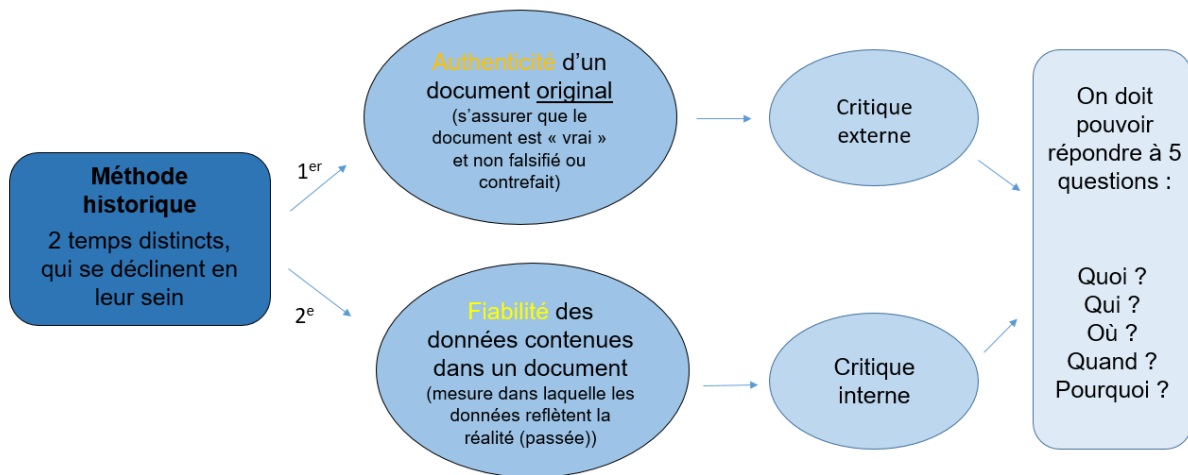 Méthode
historique
2 temps distincts,
qui se déclinent en
leur sein
1er
Authenticité d’un
document original
(s’assurer que le
document est « vrai »
et non falsifié ou
contrefait)
Critique
externe
2e
Fiabilité des
données contenues
dans un document
(mesure dans laquelle les
données reflètent la
réalité (passée))
Critique
interne
On doit
pouvoir
répondre à 5
questions :
Quoi ?
Qui ?
Où ?
Quand ?
Pourquoi ?